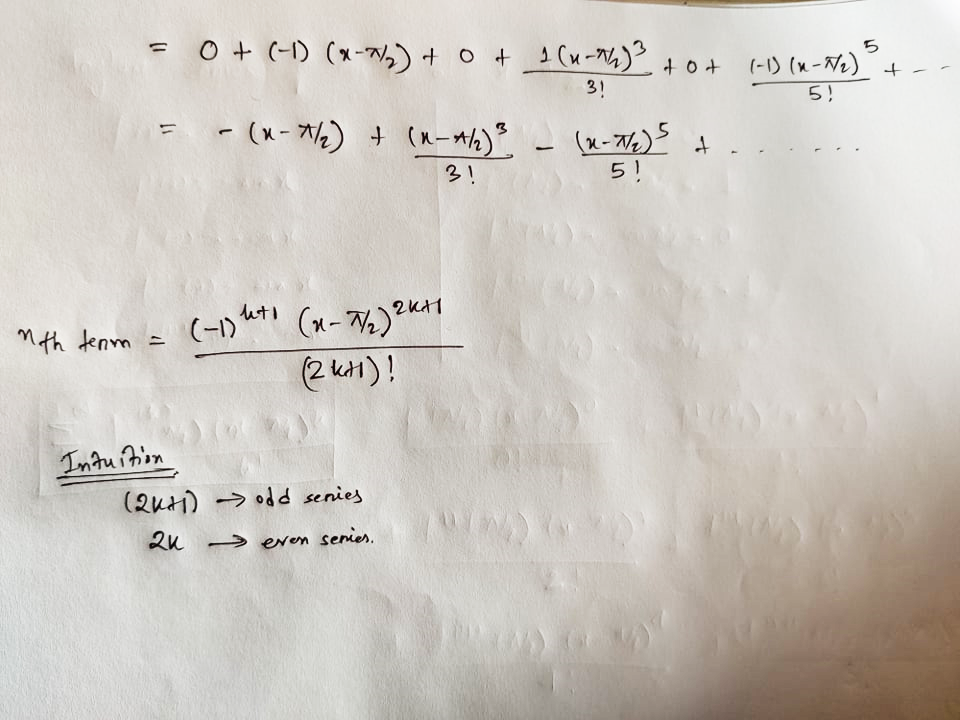 = 0 + (-1) (x-π/2) + 0 + 1(x-π/2)³/3! + 0 + (-1) (x-π/2)⁵/5! + - -
= - (x-π/2) + (x-π/2)³/3! - (x-π/2)⁵/5! + . . . . . . .
nth term = (-1)ᵏ⁺¹ (x-π/2)²ᵏ⁺¹/(2k+1)!
Intuition
(2k+1) → odd series
2k → even series.